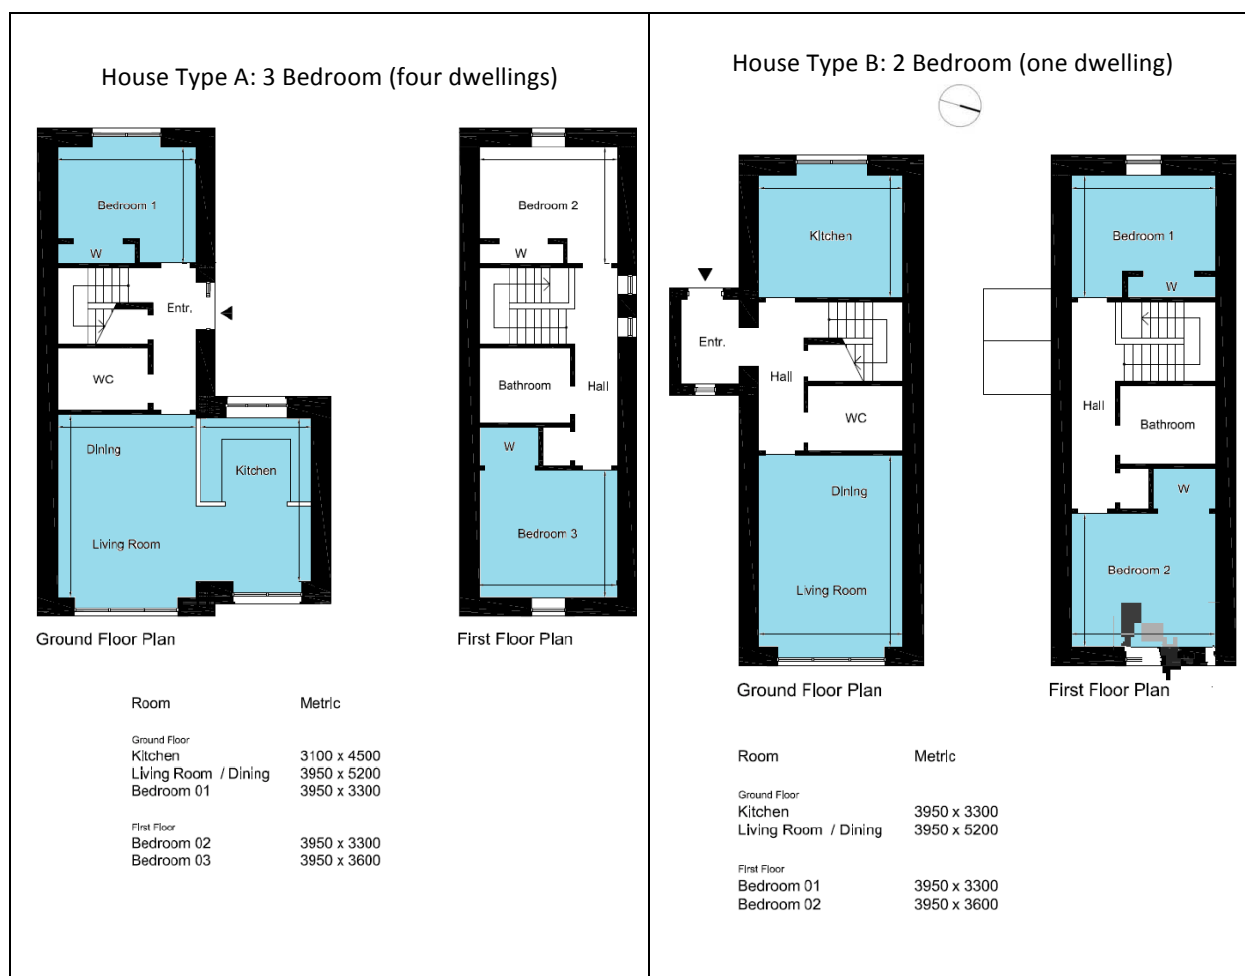 House Type A: 3 Bedroom (four dwellings)
Bedroom 1
W
Entr.
WC
Dining
Kitchen
Living Room
Ground Floor Plan
Bedroom 2
W
Bathroom
Hall
W
Bedroom 3
First Floor Plan
Room Metric
Ground Floor
Kitchen 3100 x 4500
Living Room / Dining 3950 x 5200
Bedroom 01 3950 x 3300
First Floor
Bedroom 02 3950 x 3300
Bedroom 03 3950 x 3600
House Type B: 2 Bedroom (one dwelling)
Kitchen
Entr.
Hall
WC
Dining
Living Room
Ground Floor Plan
Bedroom 1
W
Hall
Bathroom
W
Bedroom 2
First Floor Plan
Room Metric
Ground Floor
Kitchen 3950 x 3300
Living Room / Dining 3950 x 5200
First Floor
Bedroom 01 3950 x 3300
Bedroom 02 3950 x 3600